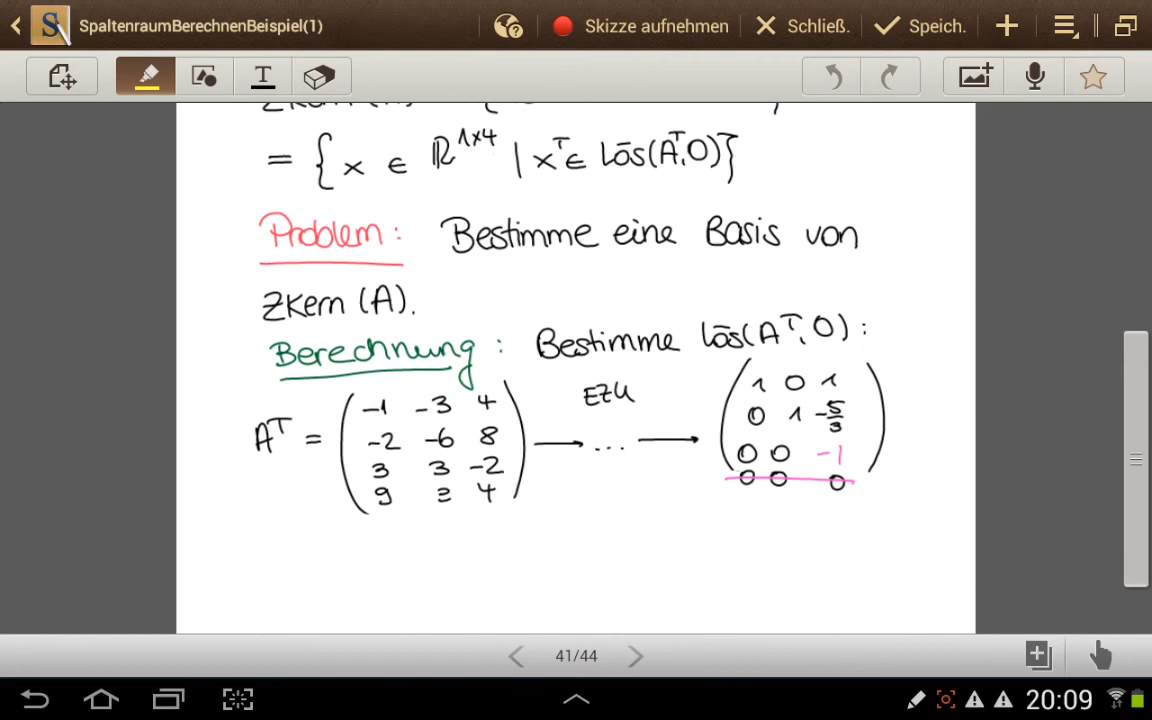 SpaltenraumBerechnenBeispiel(1)
Skizze aufnehmen
Schließ.
Speich.
= { x ∈ ℝ^{1×4} | x^T ∈ Lös(A^T, 0) }
Problem: Bestimme eine Basis von
ZKern (A).
Berechnung: Bestimme lös(A^T, 0) :
A^T = ( -1 -3 4 EZU ( 1 0 1
-2 -6 8 → ... → 0 1 -5/3
3 3 -2 0 0 -1
9 3 4 ) 0 0 0 )
41/44
20:09